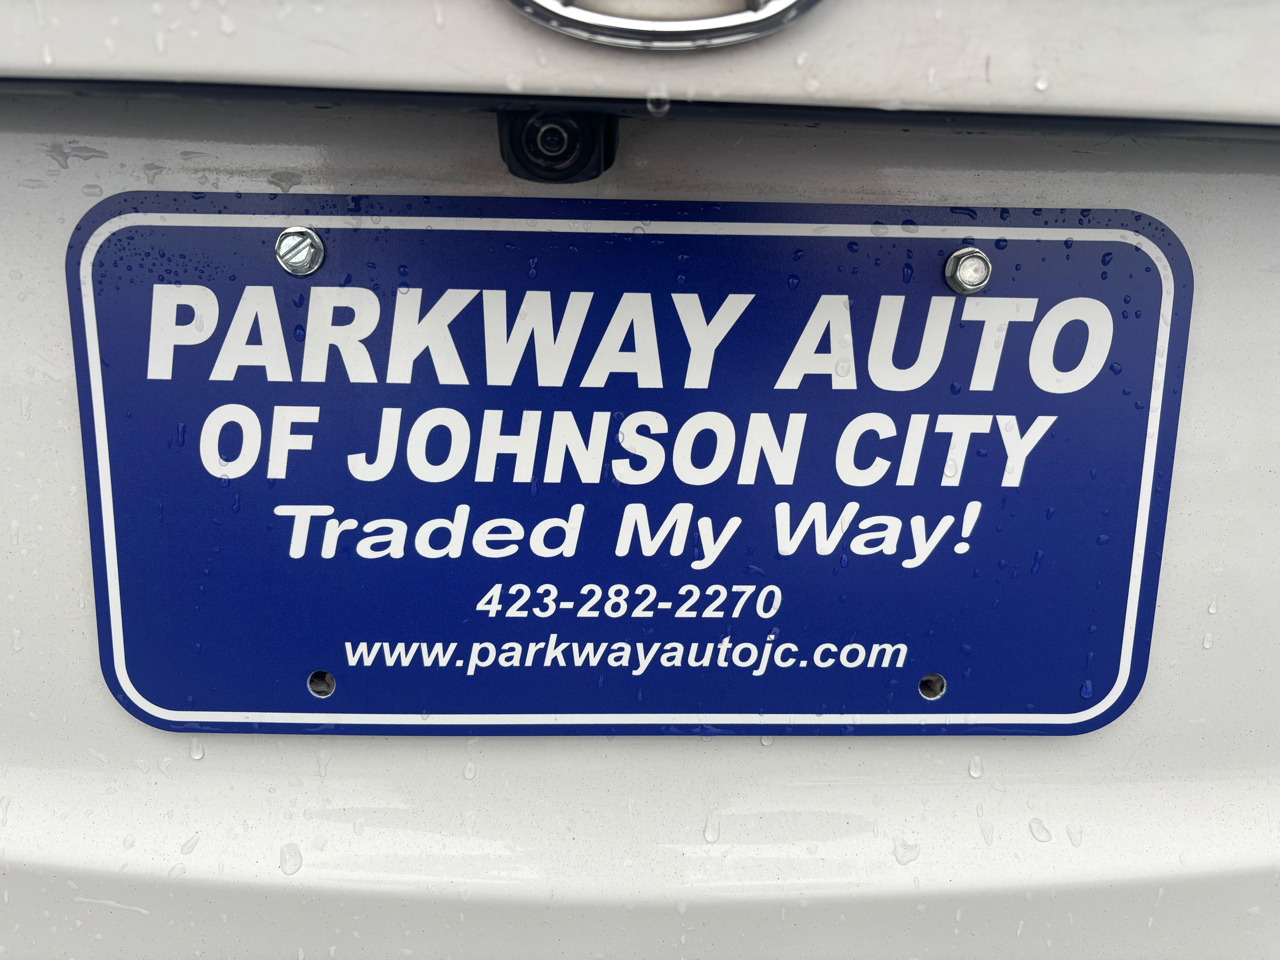 PARKWAY AUTO
OF JOHNSON CITY
Traded My Way!
423-282-2270
www.parkwayautojc.com